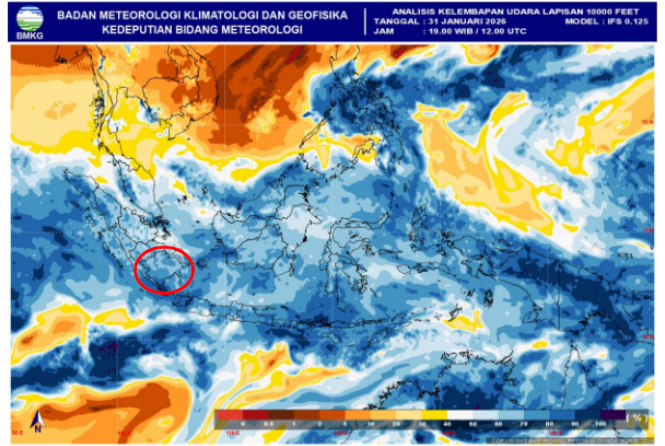 BADAN METEOROLOGI KLIMATOLOGI DAN GEOFISIKA
KEDEPUTIAN BIDANG METEOROLOGI
BMKG
ANALISIS KELEMBAPAN UDARA LAPISAN 10000 FEET
TANGGAL : 31 JANUARI 2026 MODEL : IFS 0.125
JAM : 19.00 WIB / 12.00 UTC
(%)
0 0.5 1 2 10 20 30 40 50 60 70 80 90 100